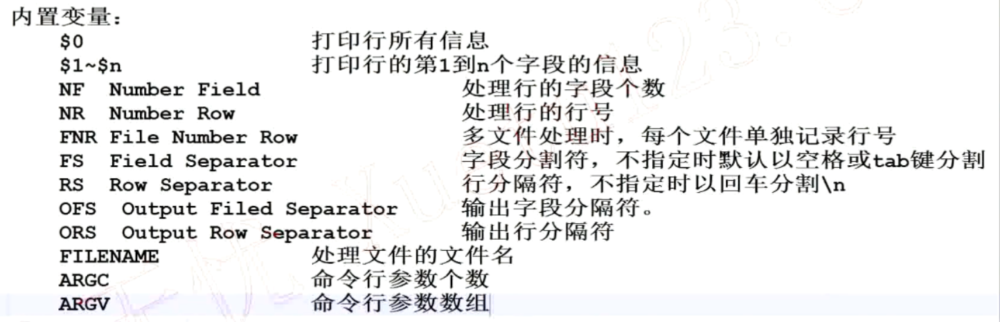 内置变量：
$0 打印行所有信息
$1~$n 打印行的第1到n个字段的信息
NF Number Field 处理行的字段个数
NR Number Row 处理行的行号
FNR File Number Row 多文件处理时，每个文件单独记录行号
FS Field Separator 字段分割符，不指定时默认以空格或tab键分割
RS Row Separator 行分隔符，不指定时以回车分割\n
OFS Output Filed Separator 输出字段分隔符。
ORS Output Row Separator 输出行分隔符
FILENAME 处理文件的文件名
ARGC 命令行参数个数
ARGV 命令行参数数组